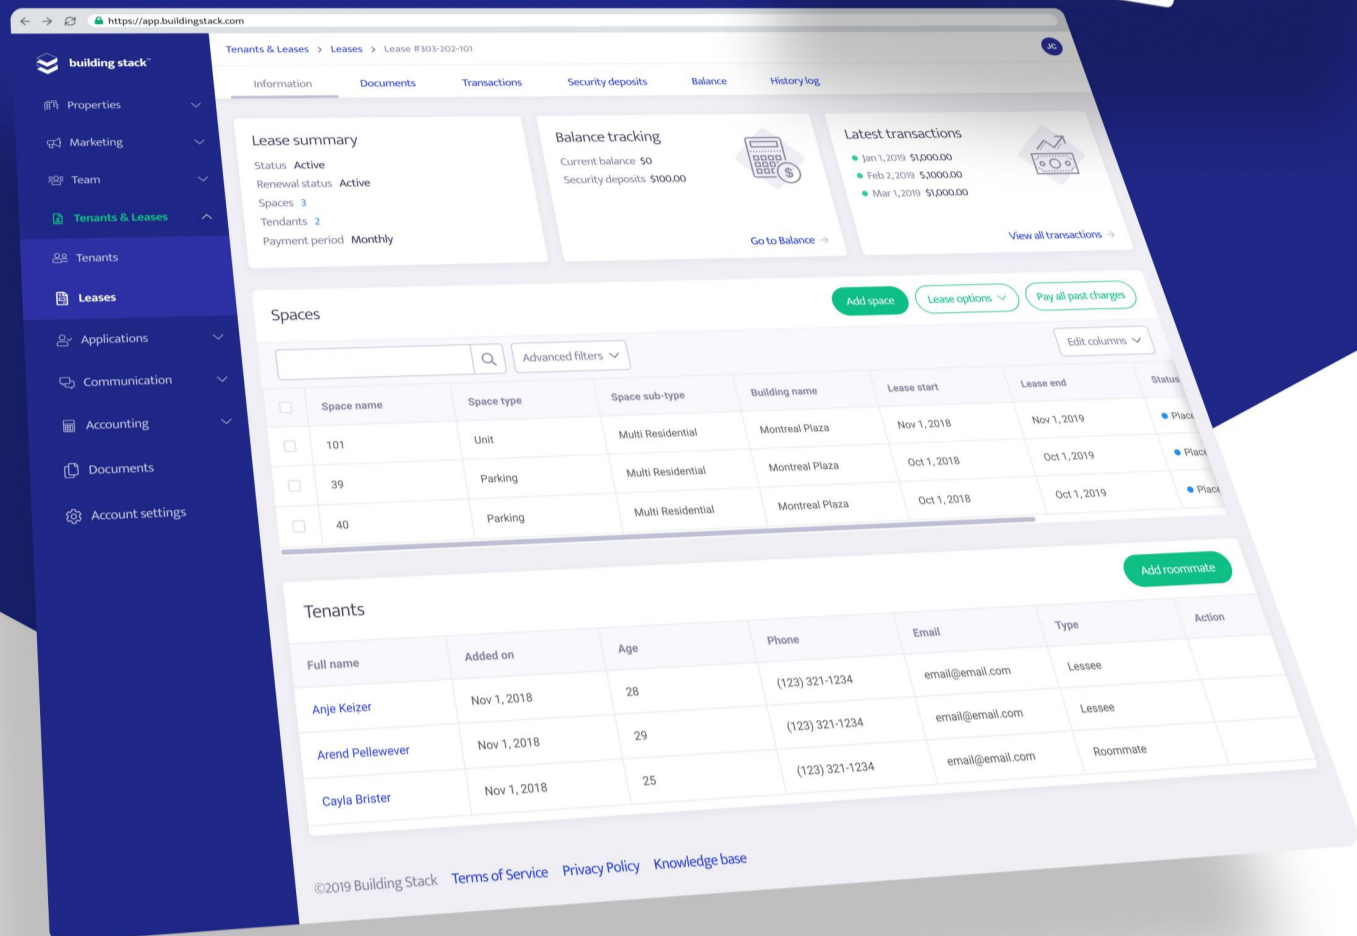 https://app.buildingstack.com
building stack
Properties
Marketing
Team
Tenants & Leases
Tenants
Leases
Applications
Communication
Accounting
Documents
Account settings
Tenants & Leases > Leases > Lease #303-202-101
JC
Information Documents Transactions Security deposits Balance History log
Lease summary
Status Active
Renewal status Active
Spaces 3
Tendants 2
Payment period Monthly
Balance tracking
Current balance $0
Security deposits $100.00
Go to Balance →
Latest transactions
Jan 1, 2019 $1,000.00
Feb 2, 2019 $,1000.00
Mar 1, 2019 $1,000.00
View all transactions →
Spaces
Add space Lease options Pay all past charges
Advanced filters Edit columns
Space name Space type Space sub-type Building name Lease start Lease end Status
101 Unit Multi Residential Montreal Plaza Nov 1, 2018 Nov 1, 2019 Place
39 Parking Multi Residential Montreal Plaza Oct 1, 2018 Oct 1, 2019 Place
40 Parking Multi Residential Montreal Plaza Oct 1, 2018 Oct 1, 2019 Place
Tenants
Add roommate
Full name Added on Age Phone Email Type Action
Anje Keizer Nov 1, 2018 28 (123) 321-1234 email@email.com Lessee
Arend Pellewever Nov 1, 2018 29 (123) 321-1234 email@email.com Lessee
Cayla Brister Nov 1, 2018 25 (123) 321-1234 email@email.com Roommate
©2019 Building Stack Terms of Service Privacy Policy Knowledge base